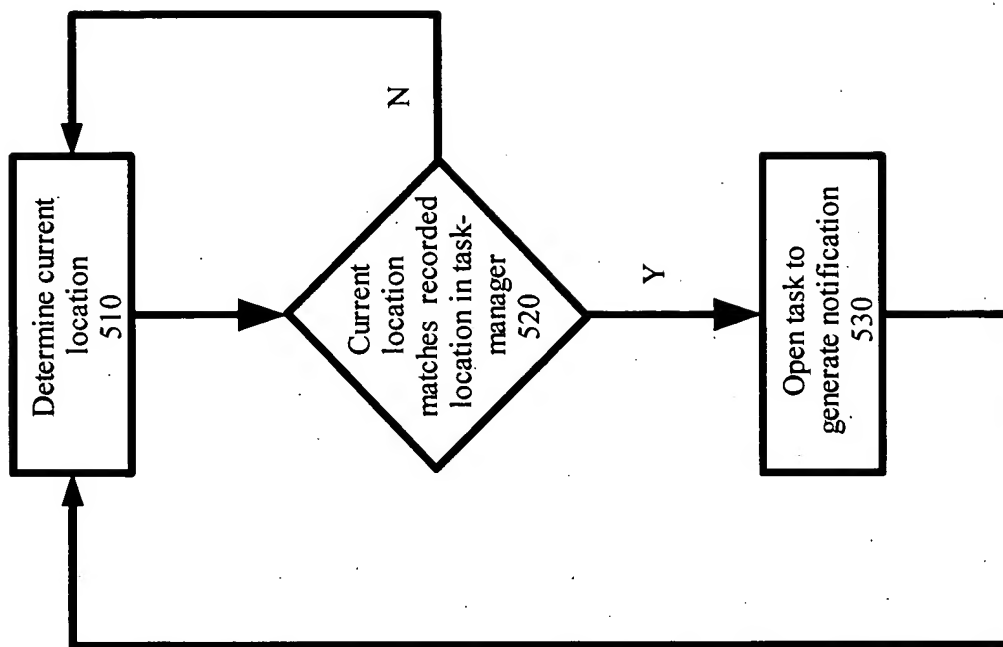 Determine current
location
510
Current
location
matches recorded
location in task-
manager
520
N
Y
Open task to
generate notification
530